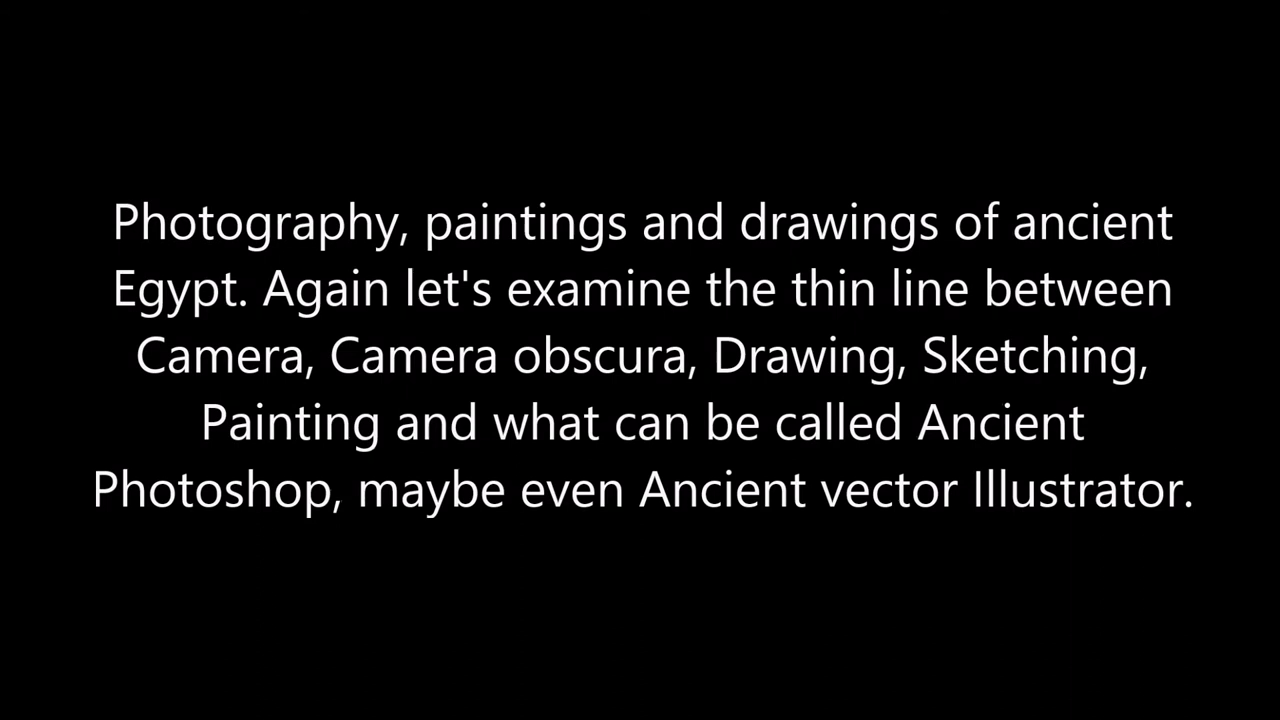 Photography, paintings and drawings of ancient
Egypt. Again let's examine the thin line between
Camera, Camera obscura, Drawing, Sketching,
Painting and what can be called Ancient
Photoshop, maybe even Ancient vector Illustrator.